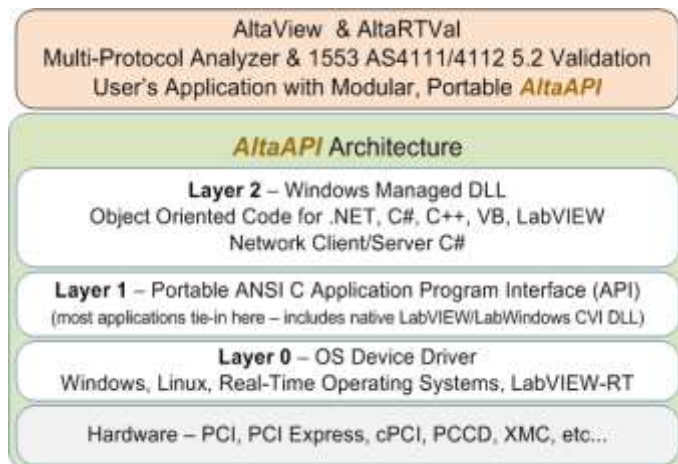 AltaView & AltaRTVal
Multi-Protocol Analyzer & 1553 AS4111/4112 5.2 Validation
User's Application with Modular, Portable AltaAPI
AltaAPI Architecture
Layer 2 – Windows Managed DLL
Object Oriented Code for .NET, C#, C++, VB, LabVIEW
Network Client/Server C#
Layer 1 – Portable ANSI C Application Program Interface (API)
(most applications tie-in here – includes native LabVIEW/LabWindows CVI DLL)
Layer 0 – OS Device Driver
Windows, Linux, Real-Time Operating Systems, LabVIEW-RT
Hardware – PCI, PCI Express, cPCI, PCCD, XMC, etc...